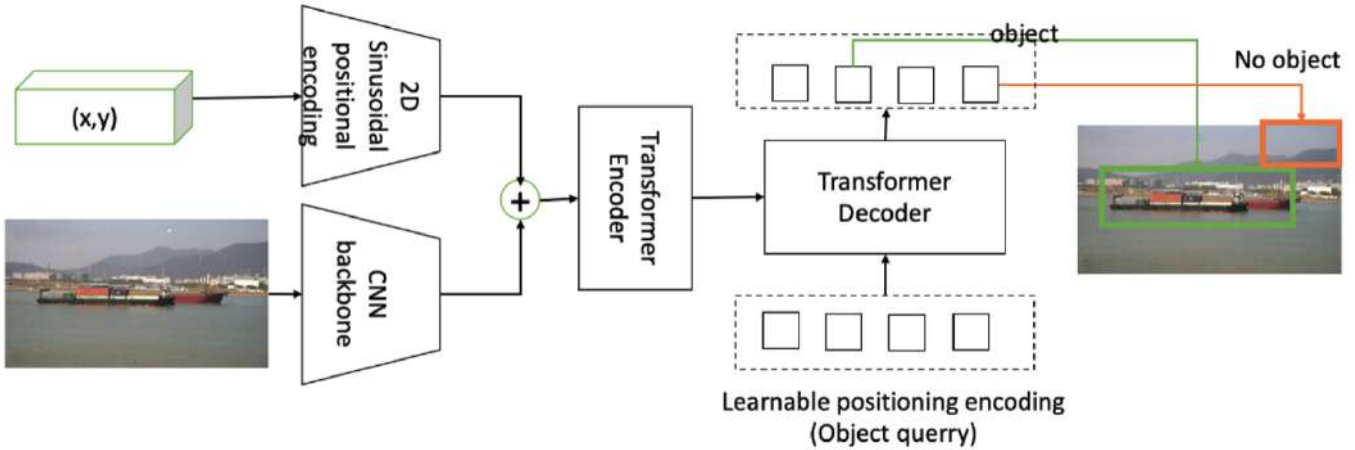 (x,y)
2D
Sinusoidal
positional
encoding
CNN
backbone
+
Transformer
Encoder
Transformer
Decoder
object
No object
Learnable positioning encoding
(Object querry)